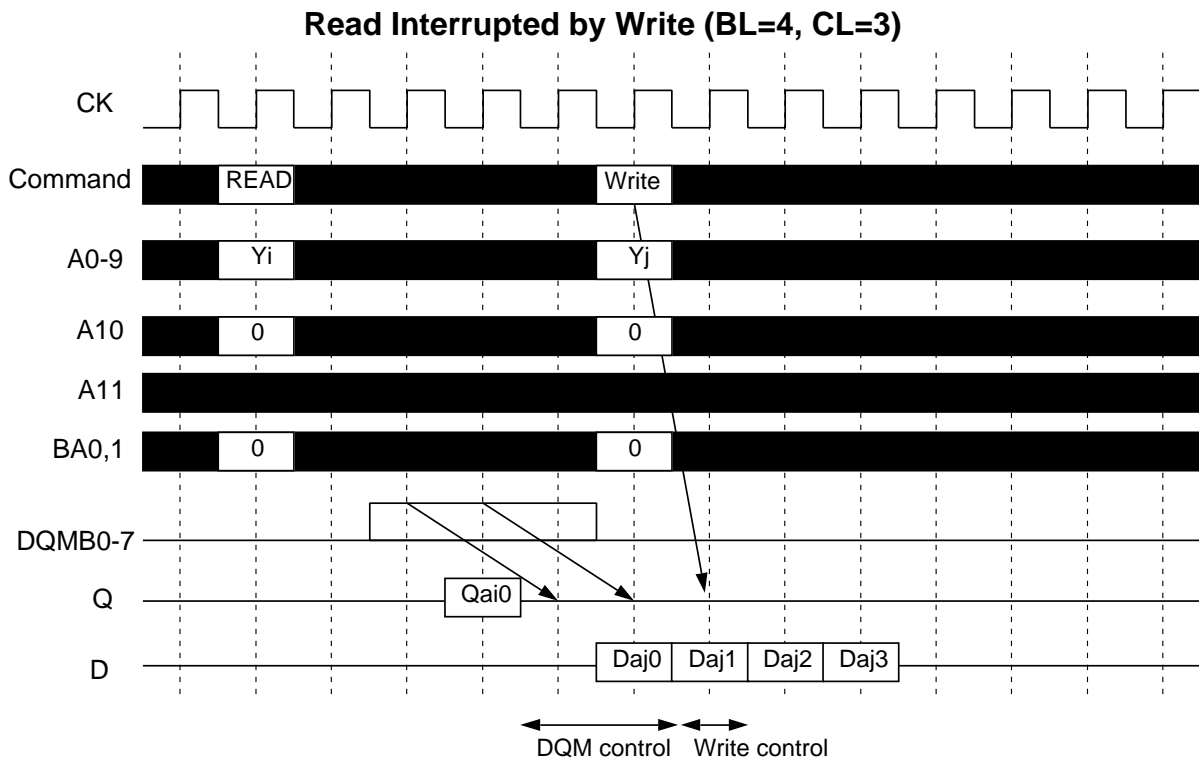 Read Interrupted by Write (BL=4, CL=3)
CK
Command READ Write
A0-9 Yi Yj
A10 0 0
A11
BA0,1 0 0
DQMB0-7
Q Qai0
D Daj0 Daj1 Daj2 Daj3
DQM control Write control